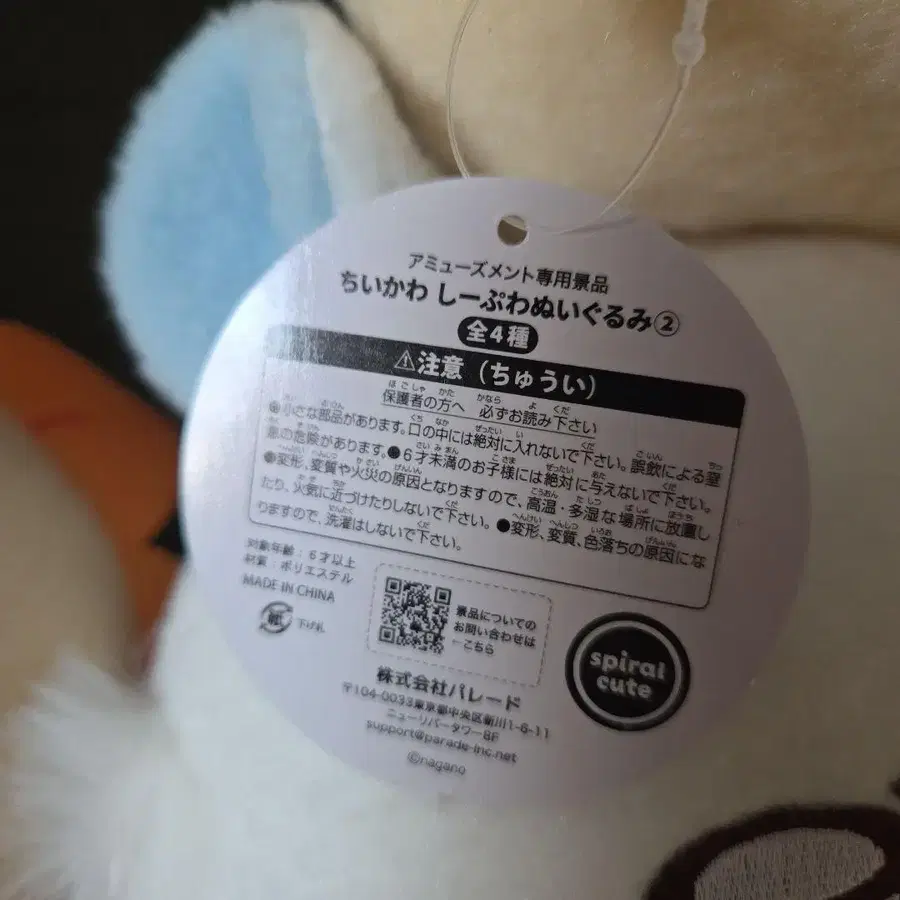 アミューズメント専用景品
ちいかわ しーぷわぬいぐるみ②
全4種
⚠注意（ちゅうい）
保護者の方へ 必ずお読み下さい
●小さな部品があります。口の中には絶対に入れないで下さい。誤飲による窒
息の危険があります。●6才未満のお子様には絶対に与えないで下さい。
●変形、変質や火災の原因となりますので、高温・多湿な場所に放置し
たり、火気に近づけたりしないで下さい。●変形、変質、色落ちの原因にな
りますので、洗濯はしないで下さい。
対象年齢：6才以上
材質：ポリエステル
MADE IN CHINA
紙 下げ札
景品についての
お問い合わせは
←こちら
spiral
cute
株式会社パレード
〒104-0033東京都中央区新川1-6-11
ニューリバータワー8F
support@parade-inc.net
©nagano